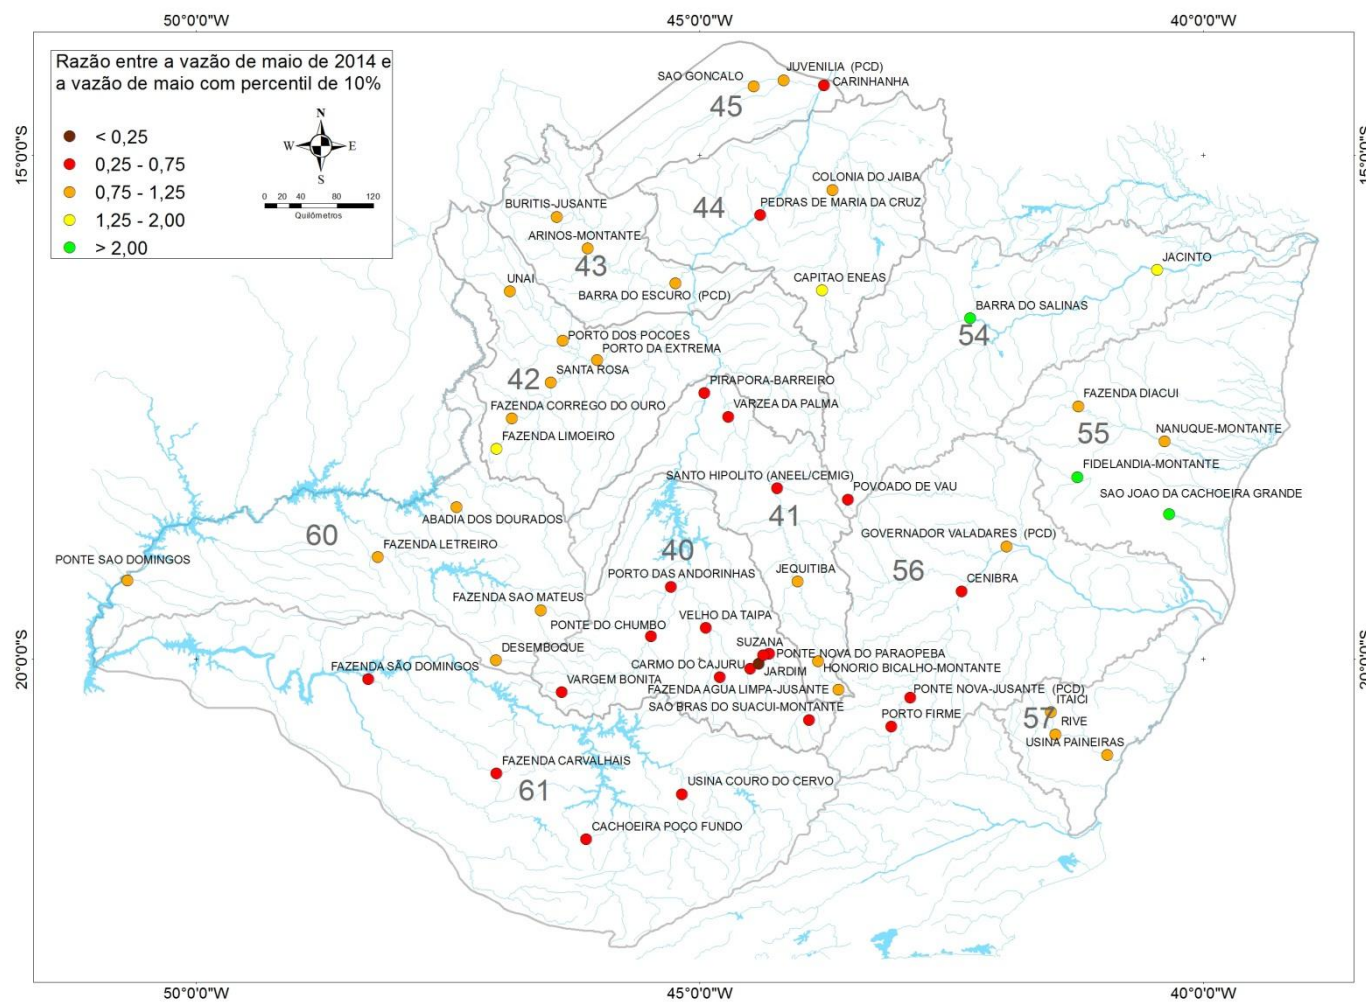 50°0'0"W 45°0'0"W 40°0'0"W
Razão entre a vazão de maio de 2014 e
a vazão de maio com percentil de 10%
N
W E
S
< 0,25
0,25 - 0,75
0,75 - 1,25
1,25 - 2,00
> 2,00
0 20 40 80 120
Quilômetros
15°0'0"S
15°0'0"S
JUVENILIA (PCD)
SAO GONCALO
CARINHANHA
45
COLONIA DO JAIBA
PEDRAS DE MARIA DA CRUZ
44
BURITIS-JUSANTE
ARINOS-MONTANTE
43
UNAI
BARRA DO ESCURO (PCD)
CAPITAO ENEAS
JACINTO
BARRA DO SALINAS
54
PORTO DOS POCOES
PORTO DA EXTREMA
SANTA ROSA
42
PIRAPORA-BARREIRO
VARZEA DA PALMA
FAZENDA CORREGO DO OURO
FAZENDA LIMOEIRO
FAZENDA DIACUI
55
NANUQUE-MONTANTE
FIDELANDIA-MONTANTE
SAO JOAO DA CACHOEIRA GRANDE
SANTO HIPOLITO (ANEEL/CEMIG)
POVOADO DE VAU
41
ABADIA DOS DOURADOS
60
FAZENDA LETREIRO
PONTE SAO DOMINGOS
40
GOVERNADOR VALADARES (PCD)
56
CENIBRA
PORTO DAS ANDORINHAS
JEQUITIBA
FAZENDA SAO MATEUS
PONTE DO CHUMBO
VELHO DA TAIPA
DESEMBOQUE
SUZANA
PONTE NOVA DO PARAOPEBA
CARMO DO CAJURU
JARDIM
HONORIO BICALHO-MONTANTE
20°0'0"S
20°0'0"S
FAZENDA SÃO DOMINGOS
VARGEM BONITA
FAZENDA AGUA LIMPA-JUSANTE
SAO BRAS DO SUACUI-MONTANTE
PONTE NOVA-JUSANTE (PCD)
PORTO FIRME
ITAICI
57
RIVE
USINA PAINEIRAS
FAZENDA CARVALHAIS
61
USINA COURO DO CERVO
CACHOEIRA POÇO FUNDO
50°0'0"W 45°0'0"W 40°0'0"W